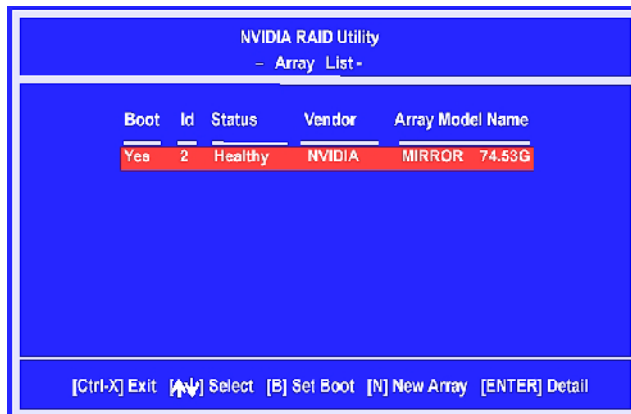 NVIDIA RAID Utility
- Array List -
Boot Id Status Vendor Array Model Name
Yes 2 Healthy NVIDIA MIRROR 74.53G
[Ctrl-X] Exit [↑↓] Select [B] Set Boot [N] New Array [ENTER] Detail